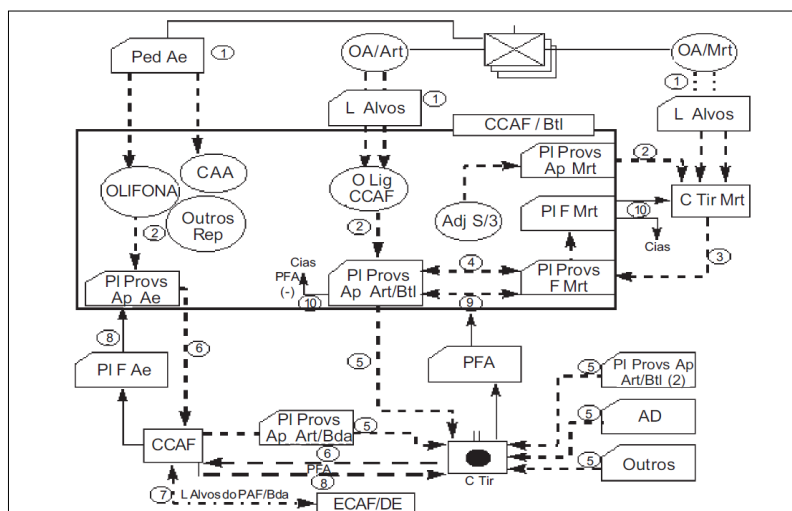 Ped Ae
1
OA/Art
OA/Mrt
1
L Alvos
1
L Alvos
CCAF / Btl
CAA
OLIFONA
Outros
Rep
O Lig
CCAF
Adj S/3
Pl Provs
Ap Mrt
2
C Tir Mrt
Pl F Mrt
10
Cias
2
2
3
Pl Provs
Ap Ae
Cias
PFA
(-)
10
Pl Provs
Ap Art/Btl
4
9
Pl Provs
F Mrt
8
6
5
Pl F Ae
PFA
5
Pl Provs Ap
Art/Btl (2)
CCAF
Pl Provs
Ap Art/Bda
5
6
PFA
8
C Tir
5
AD
5
Outros
7
L Alvos do PAF/Bda
ECAF/DE